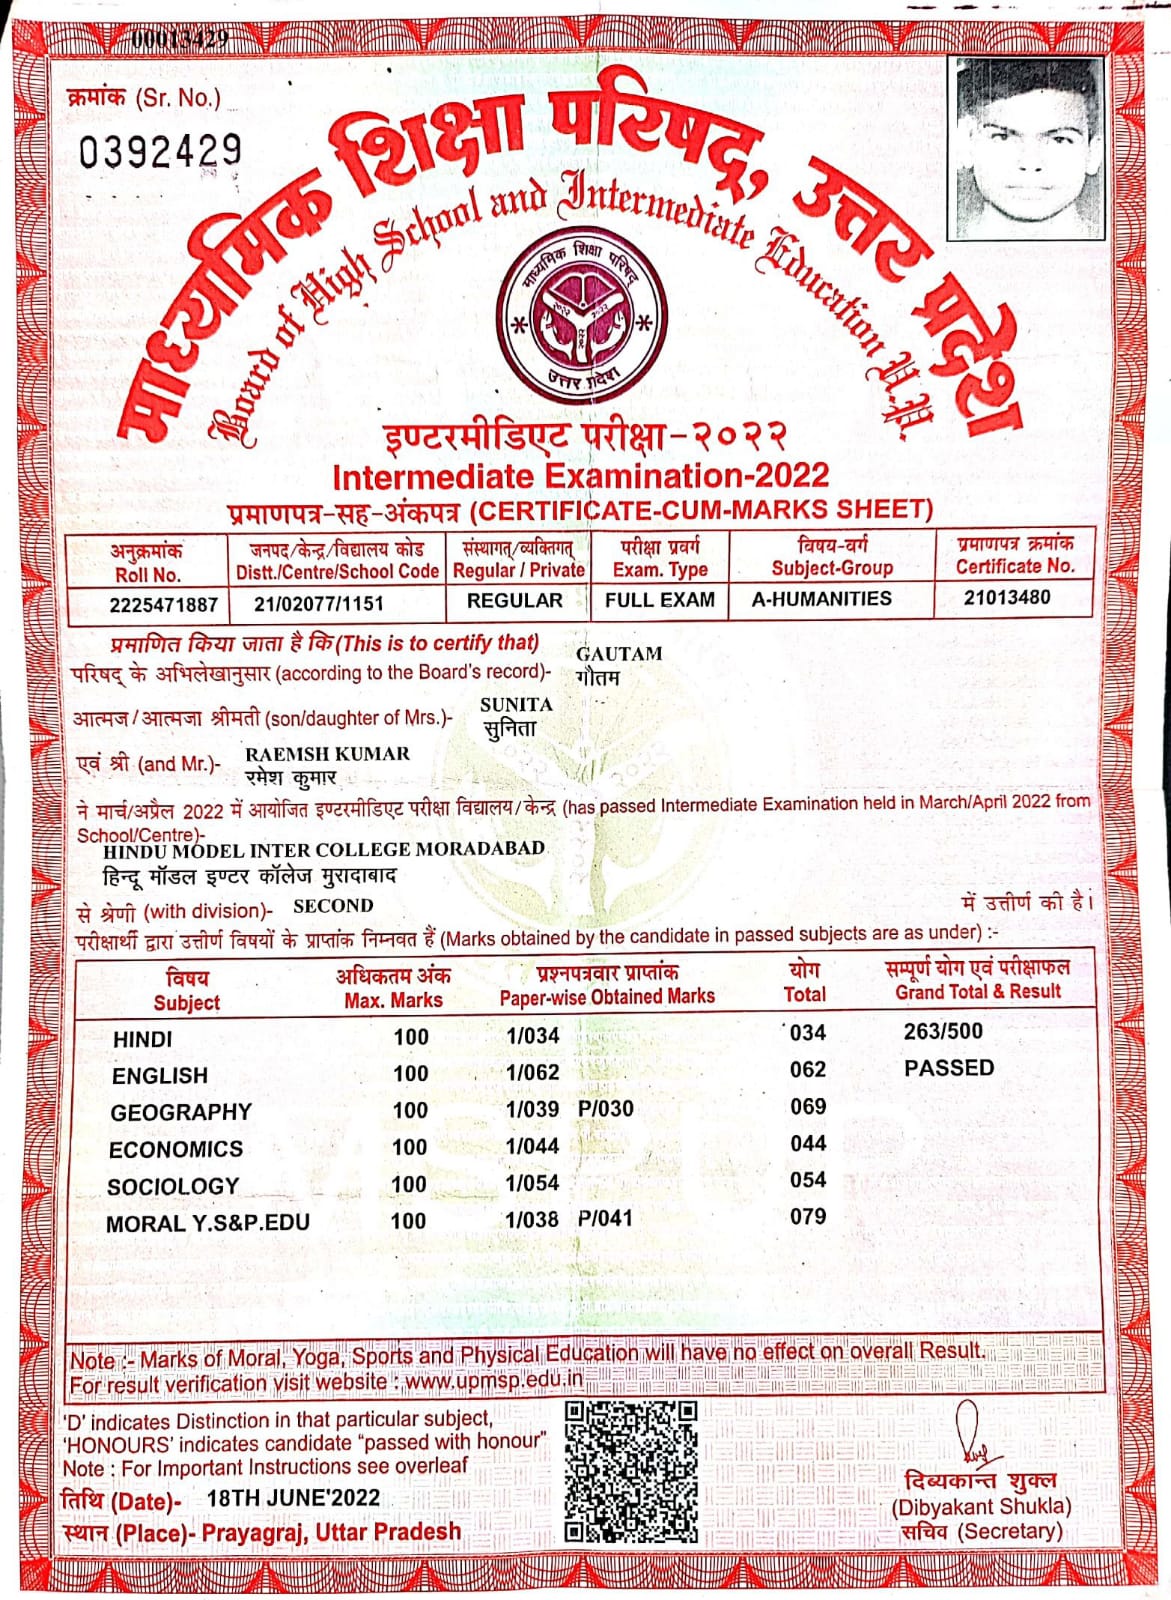 00013429
क्रमांक (Sr. No.)
0392429
माध्यमिक शिक्षा परिषद्, उत्तर प्रदेश
Board of High School and Intermediate Education U.P.
माध्यमिक शिक्षा परिषद्
२०२२ २०२२
२०२२
उत्तर प्रदेश
इण्टरमीडिएट परीक्षा-२०२२
Intermediate Examination-2022
प्रमाणपत्र-सह-अंकपत्र (CERTIFICATE-CUM-MARKS SHEET)
अनुक्रमांक जनपद/केन्द्र/विद्यालय कोड संस्थागत्/व्यक्तिगत् परीक्षा प्रवर्ग विषय-वर्ग प्रमाणपत्र क्रमांक
Roll No. Distt./Centre/School Code Regular / Private Exam. Type Subject-Group Certificate No.
2225471887 21/02077/1151 REGULAR FULL EXAM A-HUMANITIES 21013480
प्रमाणित किया जाता है कि (This is to certify that)
GAUTAM
परिषद् के अभिलेखानुसार (according to the Board's record)- गौतम
SUNITA
आत्मज/आत्मजा श्रीमती (son/daughter of Mrs.)- सुनिता
RAEMSH KUMAR
एवं श्री (and Mr.)- रमेश कुमार
ने मार्च/अप्रैल 2022 में आयोजित इण्टरमीडिएट परीक्षा विद्यालय/केन्द्र (has passed Intermediate Examination held in March/April 2022 from
School/Centre)-
HINDU MODEL INTER COLLEGE MORADABAD
हिन्दू मॉडल इण्टर कॉलेज मुरादाबाद
से श्रेणी (with division)- SECOND में उत्तीर्ण की है।
परीक्षार्थी द्वारा उत्तीर्ण विषयों के प्राप्तांक निम्नवत हैं (Marks obtained by the candidate in passed subjects are as under) :-
विषय अधिकतम अंक प्रश्नपत्रवार प्राप्तांक योग सम्पूर्ण योग एवं परीक्षाफल
Subject Max. Marks Paper-wise Obtained Marks Total Grand Total & Result
HINDI 100 1/034 034 263/500
ENGLISH 100 1/062 062 PASSED
GEOGRAPHY 100 1/039 P/030 069
ECONOMICS 100 1/044 044
SOCIOLOGY 100 1/054 054
MORAL Y.S&P.EDU 100 1/038 P/041 079
Note :- Marks of Moral, Yoga, Sports and Physical Education will have no effect on overall Result.
For result verification visit website : www.upmsp.edu.in
'D' indicates Distinction in that particular subject,
'HONOURS' indicates candidate "passed with honour"
Note : For Important Instructions see overleaf
तिथि (Date)- 18TH JUNE'2022
स्थान (Place)- Prayagraj, Uttar Pradesh
दिब्यकान्त शुक्ल
(Dibyakant Shukla)
सचिव (Secretary)